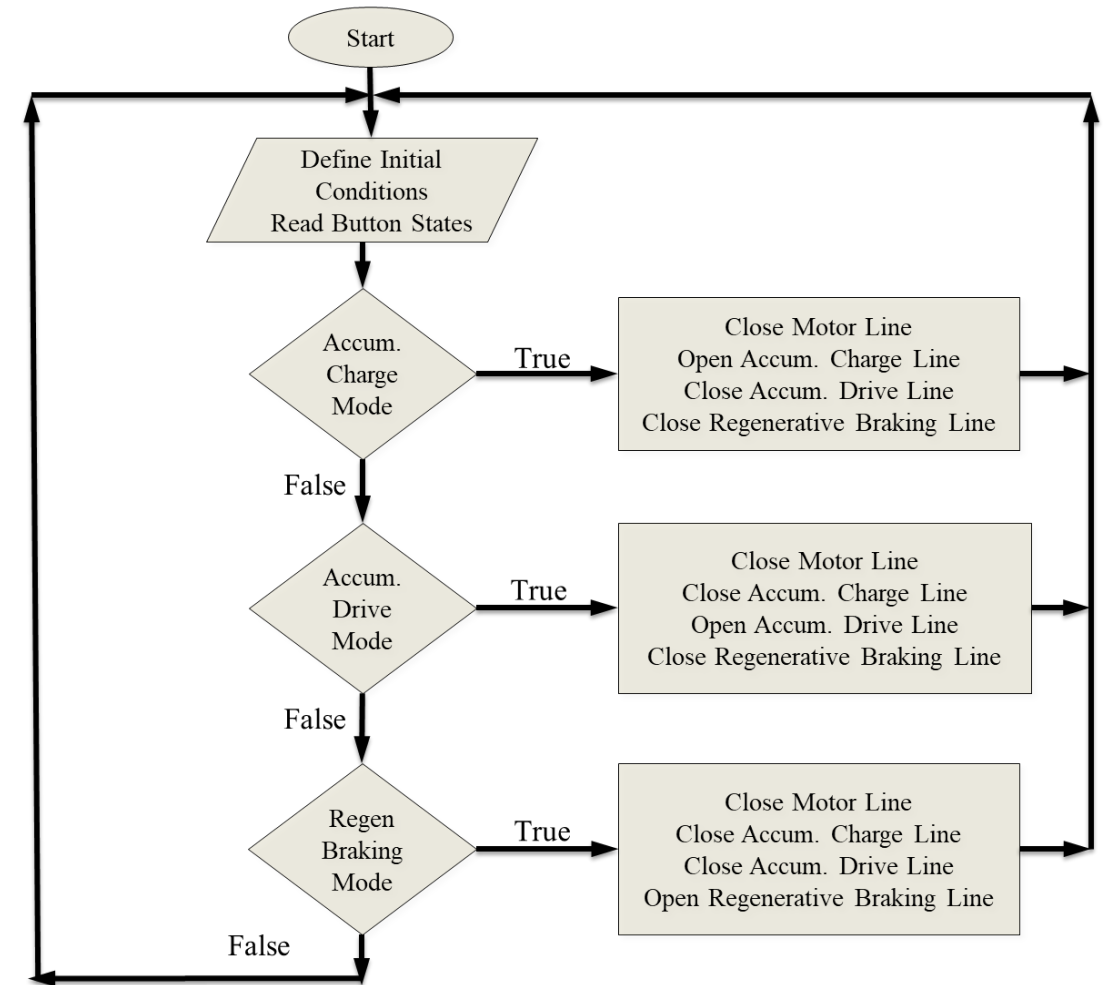 Start
Define Initial
Conditions
Read Button States
Accum.
Charge
Mode
True
Close Motor Line
Open Accum. Charge Line
Close Accum. Drive Line
Close Regenerative Braking Line
False
Accum.
Drive
Mode
True
Close Motor Line
Close Accum. Charge Line
Open Accum. Drive Line
Close Regenerative Braking Line
False
Regen
Braking
Mode
True
Close Motor Line
Close Accum. Charge Line
Close Accum. Drive Line
Open Regenerative Braking Line
False